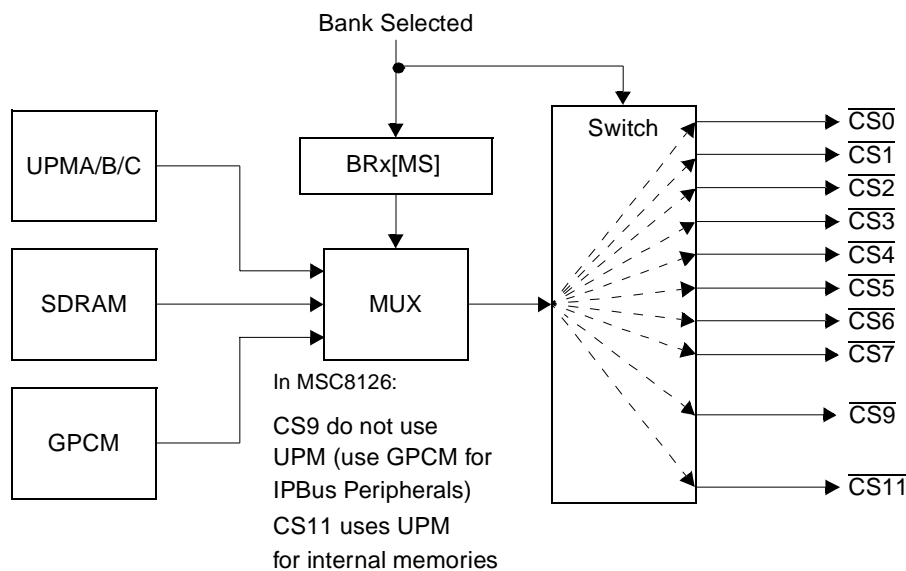 Bank Selected
UPMA/B/C
SDRAM
GPCM
BRx[MS]
MUX
In MSC8126:
CS9 do not use
UPM (use GPCM for
IPBus Peripherals)
CS11 uses UPM
for internal memories
Switch
CS0
CS1
CS2
CS3
CS4
CS5
CS6
CS7
CS9
CS11